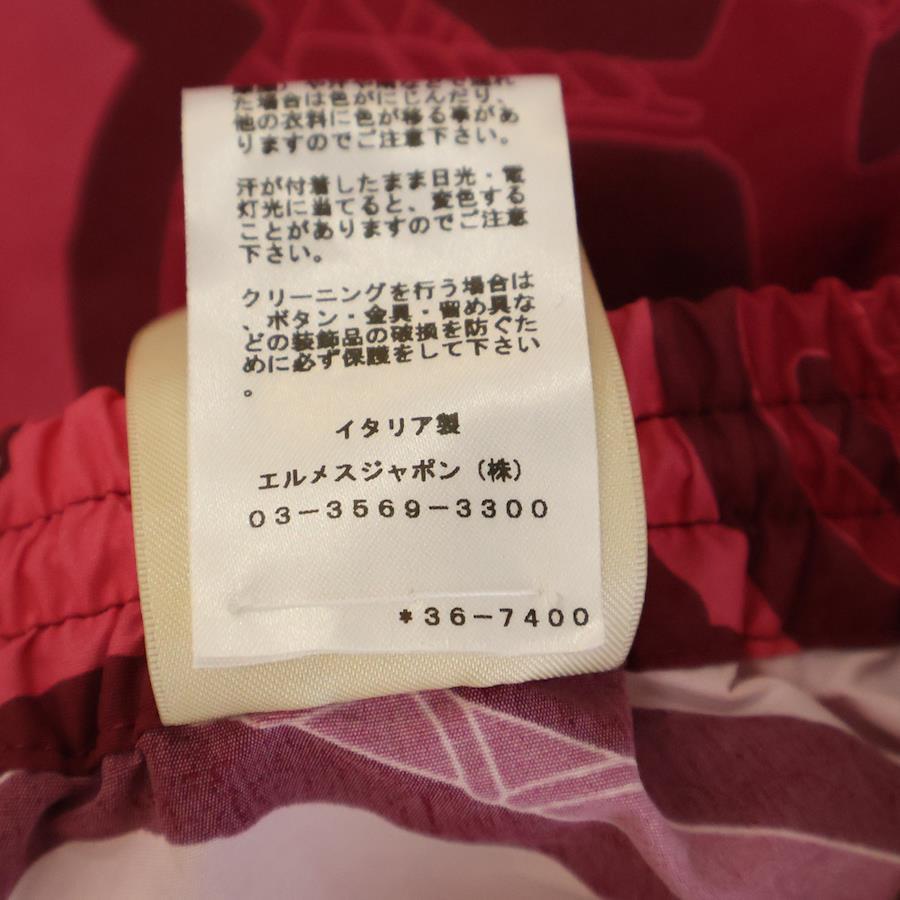 た場合は色がにじんだり、
他の衣料に色が移る事があ
りますのでご注意下さい。
汗が付着したまま日光・電
灯光に当てると、変色する
ことがありますのでご注意
下さい。
クリーニングを行う場合は
、ボタン・金具・留め具な
どの装飾品の破損を防ぐた
めに必ず保護をして下さい
。
イタリア製
エルメスジャポン（株）
03-3569-3300
*36-7400